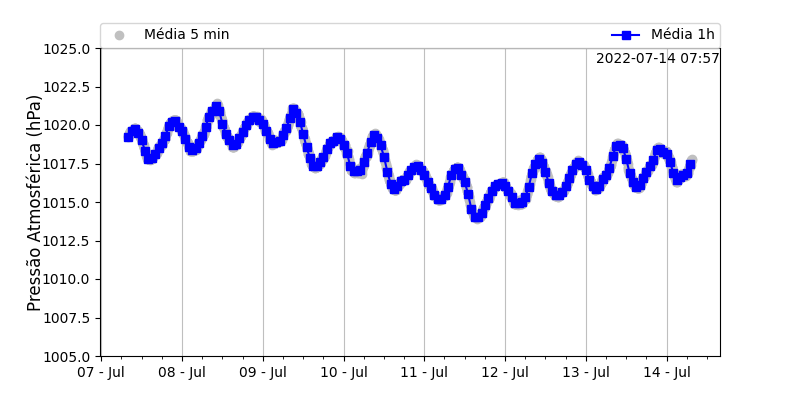 Média 5 min
Média 1h
2022-07-14 07:57
Pressão Atmosférica (hPa)
1025.0
1022.5
1020.0
1017.5
1015.0
1012.5
1010.0
1007.5
1005.0
07 - Jul
08 - Jul
09 - Jul
10 - Jul
11 - Jul
12 - Jul
13 - Jul
14 - Jul